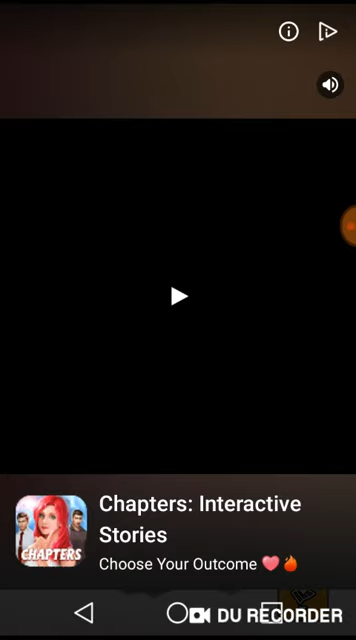 Chapters: Interactive
Stories
CHAPTERS
Choose Your Outcome ❤️🔥
DU RECORDER